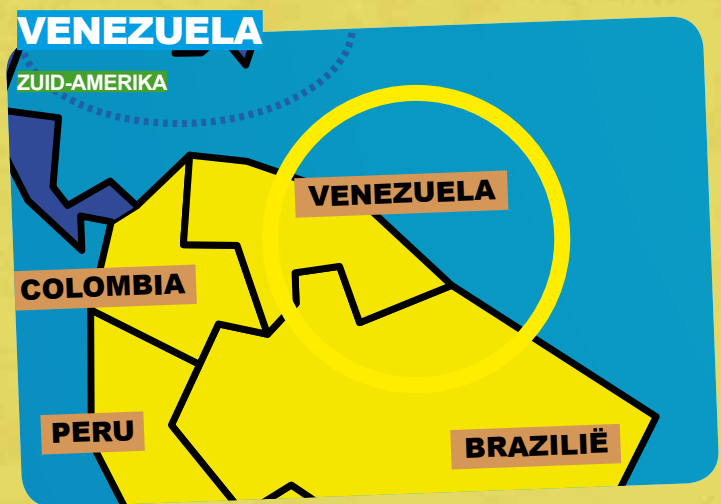 VENEZUELA
ZUID-AMERIKA
VENEZUELA
COLOMBIA
PERU
BRAZILIË